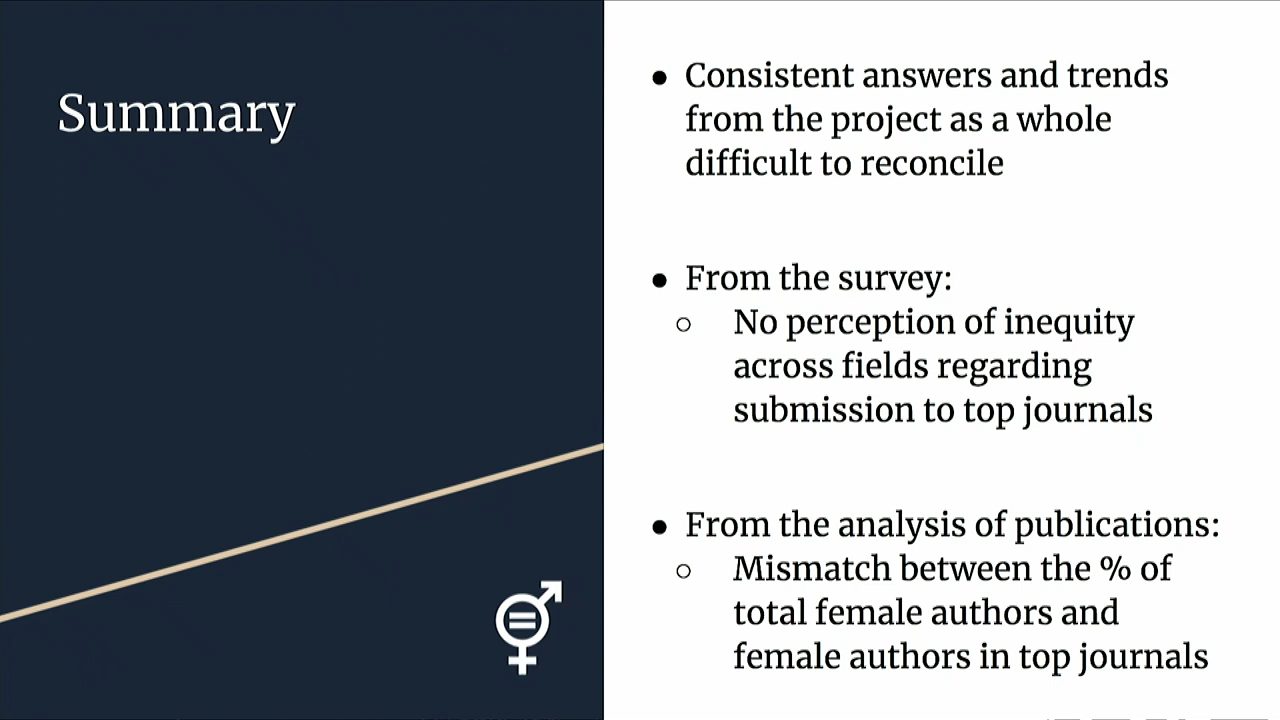 Summary
● Consistent answers and trends
from the project as a whole
difficult to reconcile
● From the survey:
○ No perception of inequity
across fields regarding
submission to top journals
● From the analysis of publications:
○ Mismatch between the % of
total female authors and
female authors in top journals